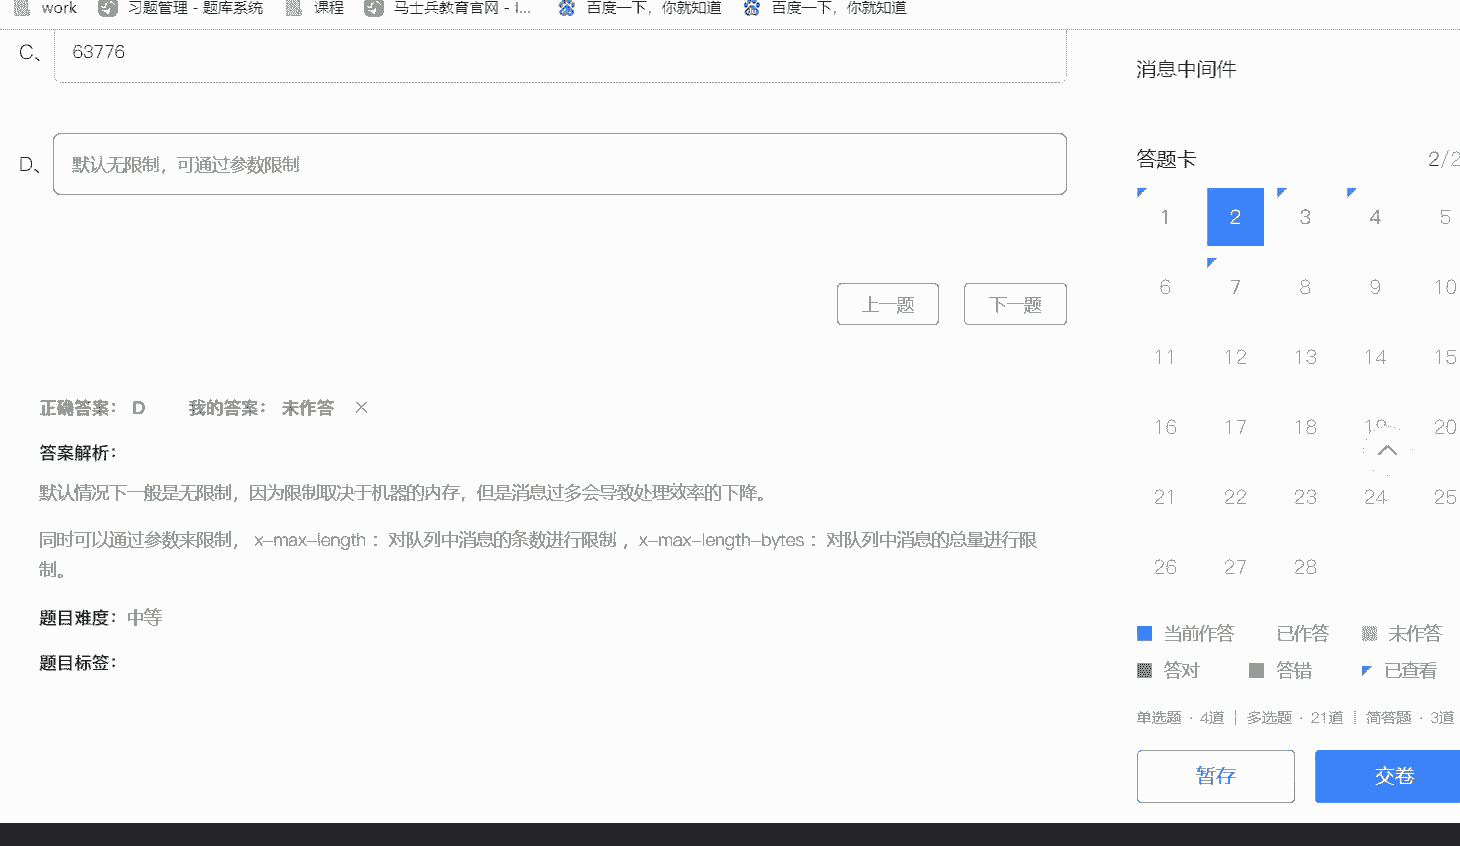 work 习题管理 - 题库系统 课程 马士兵教育官网 - I... 百度一下，你就知道 百度一下，你就知道
C、 63776
D、 默认无限制，可通过参数限制
上一题 下一题
正确答案： D 我的答案： 未作答 ×
答案解析：
默认情况下一般是无限制，因为限制取决于机器的内存，但是消息过多会导致处理效率的下降。
同时可以通过参数来限制， x-max-length ：对队列中消息的条数进行限制 ，x-max-length-bytes ：对队列中消息的总量进行限
制。
题目难度：中等
题目标签：
消息中间件
答题卡 2/2
1 2 3 4 5
6 7 8 9 10
11 12 13 14 15
16 17 18 19 20
21 22 23 24 25
26 27 28
当前作答 已作答 未作答
答对 答错 已查看
单选题 · 4道 | 多选题 · 21道 | 简答题 · 3道
暂存 交卷